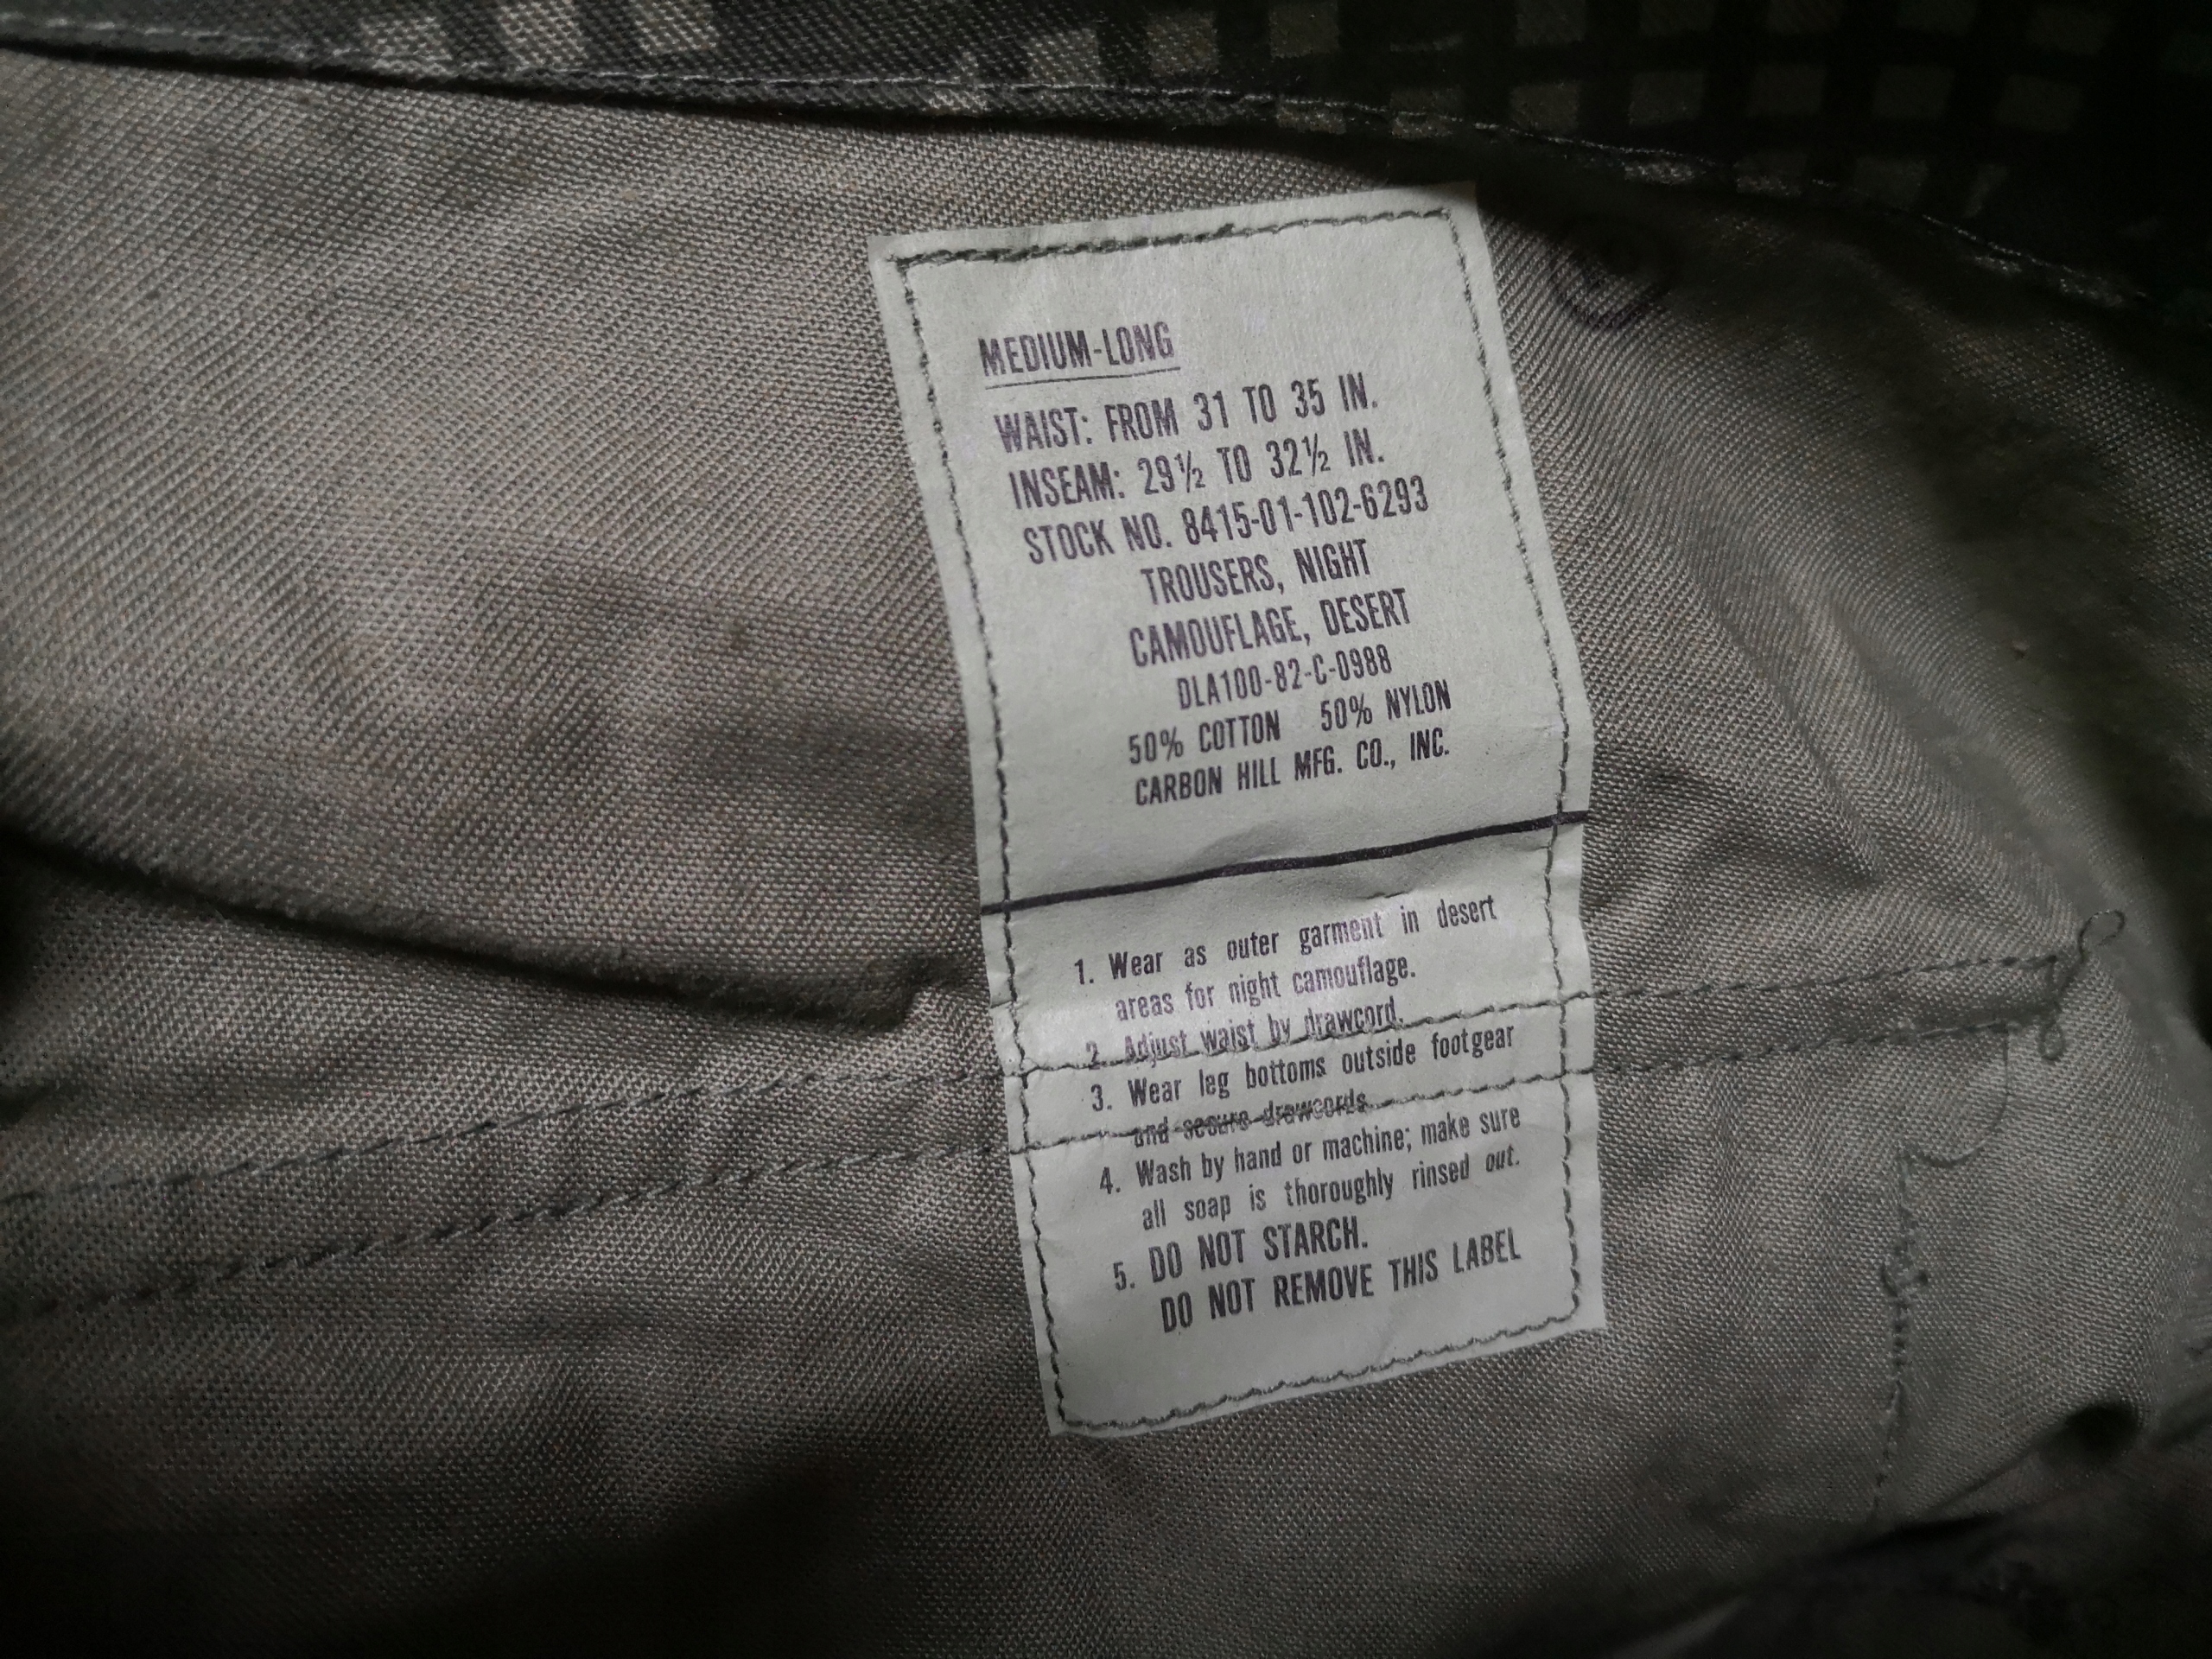 MEDIUM-LONG
WAIST: FROM 31 TO 35 IN.
INSEAM: 29½ TO 32½ IN.
STOCK NO. 8415-01-102-6293
TROUSERS, NIGHT
CAMOUFLAGE, DESERT
DLA100-82-C-0988
50% COTTON 50% NYLON
CARBON HILL MFG. CO., INC.
1. Wear as outer garment in desert
areas for night camouflage.
2. Adjust waist by drawcord.
3. Wear leg bottoms outside footgear
and secure drawcords.
4. Wash by hand or machine; make sure
all soap is thoroughly rinsed out.
5. DO NOT STARCH.
DO NOT REMOVE THIS LABEL